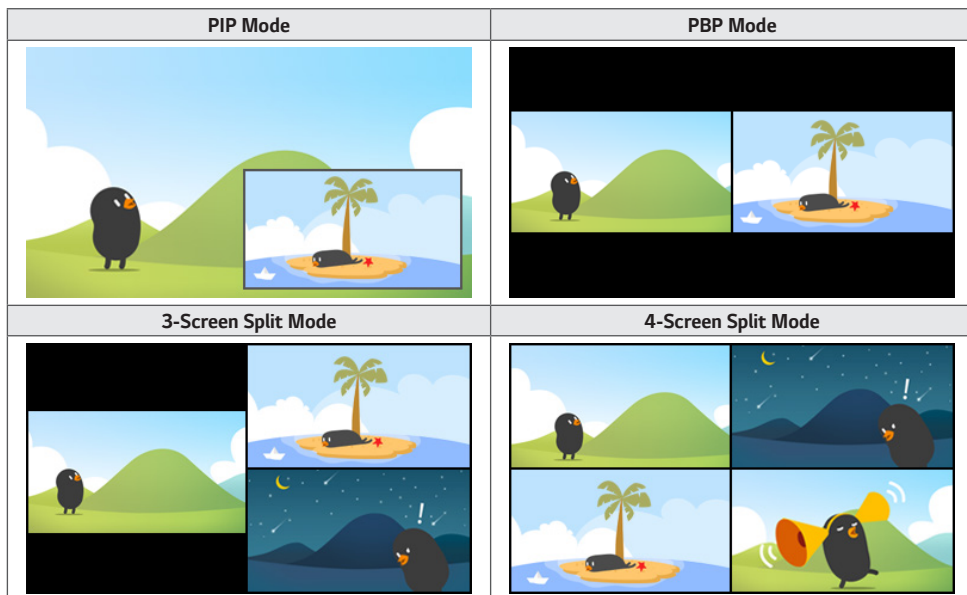 PIP Mode
PBP Mode
3-Screen Split Mode
4-Screen Split Mode
!
!